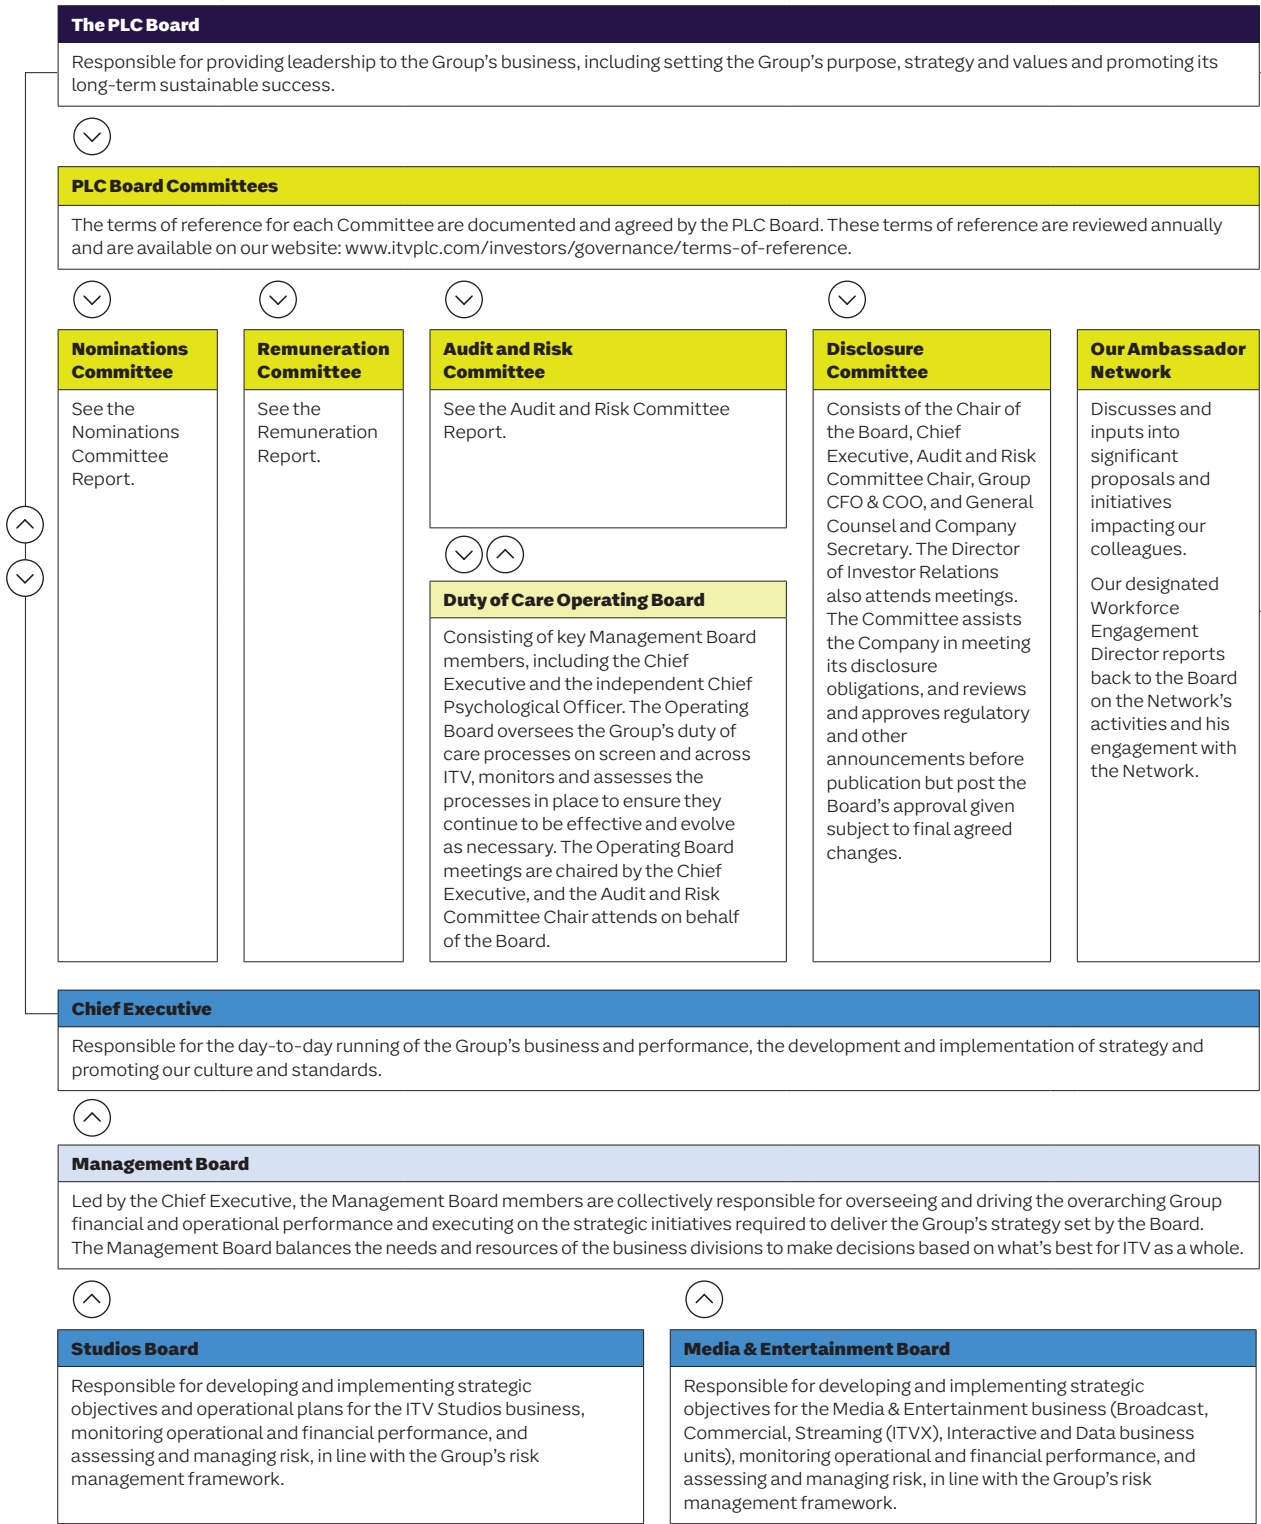 The PLC Board
Responsible for providing leadership to the Group’s business, including setting the Group’s purpose, strategy and values and promoting its
long-term sustainable success.
PLC Board Committees
The terms of reference for each Committee are documented and agreed by the PLC Board. These terms of reference are reviewed annually
and are available on our website: www.itvplc.com/investors/governance/terms-of-reference.
Nominations
Committee
See the
Nominations
Committee
Report.
Remuneration
Committee
See the
Remuneration
Report.
Audit and Risk
Committee
See the Audit and Risk Committee
Report.
Duty of Care Operating Board
Consisting of key Management Board
members, including the Chief
Executive and the independent Chief
Psychological Officer. The Operating
Board oversees the Group’s duty of
care processes on screen and across
ITV, monitors and assesses the
processes in place to ensure they
continue to be effective and evolve
as necessary. The Operating Board
meetings are chaired by the Chief
Executive, and the Audit and Risk
Committee Chair attends on behalf
of the Board.
Disclosure
Committee
Consists of the Chair of
the Board, Chief
Executive, Audit and Risk
Committee Chair, Group
CFO & COO, and General
Counsel and Company
Secretary. The Director
of Investor Relations
also attends meetings.
The Committee assists
the Company in meeting
its disclosure
obligations, and reviews
and approves regulatory
and other
announcements before
publication but post the
Board’s approval given
subject to final agreed
changes.
Our Ambassador
Network
Discusses and
inputs into
significant
proposals and
initiatives
impacting our
colleagues.
Our designated
Workforce
Engagement
Director reports
back to the Board
on the Network’s
activities and his
engagement with
the Network.
Chief Executive
Responsible for the day-to-day running of the Group’s business and performance, the development and implementation of strategy and
promoting our culture and standards.
Management Board
Led by the Chief Executive, the Management Board members are collectively responsible for overseeing and driving the overarching Group
financial and operational performance and executing on the strategic initiatives required to deliver the Group’s strategy set by the Board.
The Management Board balances the needs and resources of the business divisions to make decisions based on what’s best for ITV as a whole.
Studios Board
Responsible for developing and implementing strategic
objectives and operational plans for the ITV Studios business,
monitoring operational and financial performance, and
assessing and managing risk, in line with the Group’s risk
management framework.
Media & Entertainment Board
Responsible for developing and implementing strategic
objectives for the Media & Entertainment business (Broadcast,
Commercial, Streaming (ITVX), Interactive and Data business
units), monitoring operational and financial performance, and
assessing and managing risk, in line with the Group’s risk
management framework.